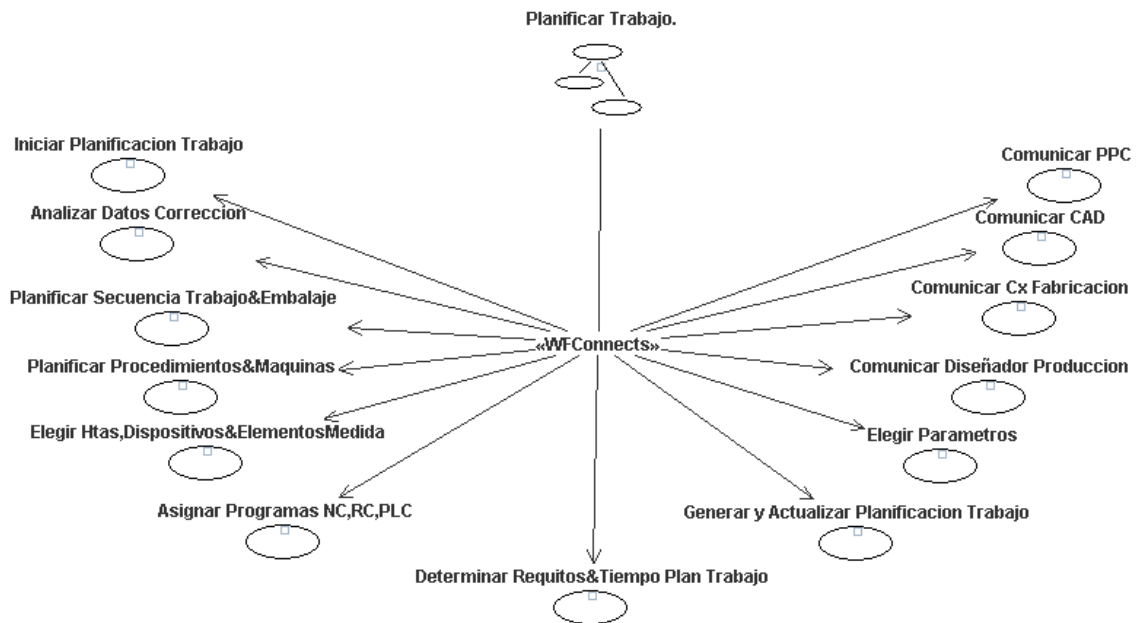 Planificar Trabajo.
Iniciar Planificacion Trabajo
Comunicar PPC
Analizar Datos Correccion
Comunicar CAD
Planificar Secuencia Trabajo&Embalaje
Comunicar Cx Fabricacion
«WFConnects»
Planificar Procedimientos&Maquinas
Comunicar Diseñador Produccion
Elegir Htas,Dispositivos&ElementosMedida
Elegir Parametros
Asignar Programas NC,RC,PLC
Generar y Actualizar Planificacion Trabajo
Determinar Requitos&Tiempo Plan Trabajo